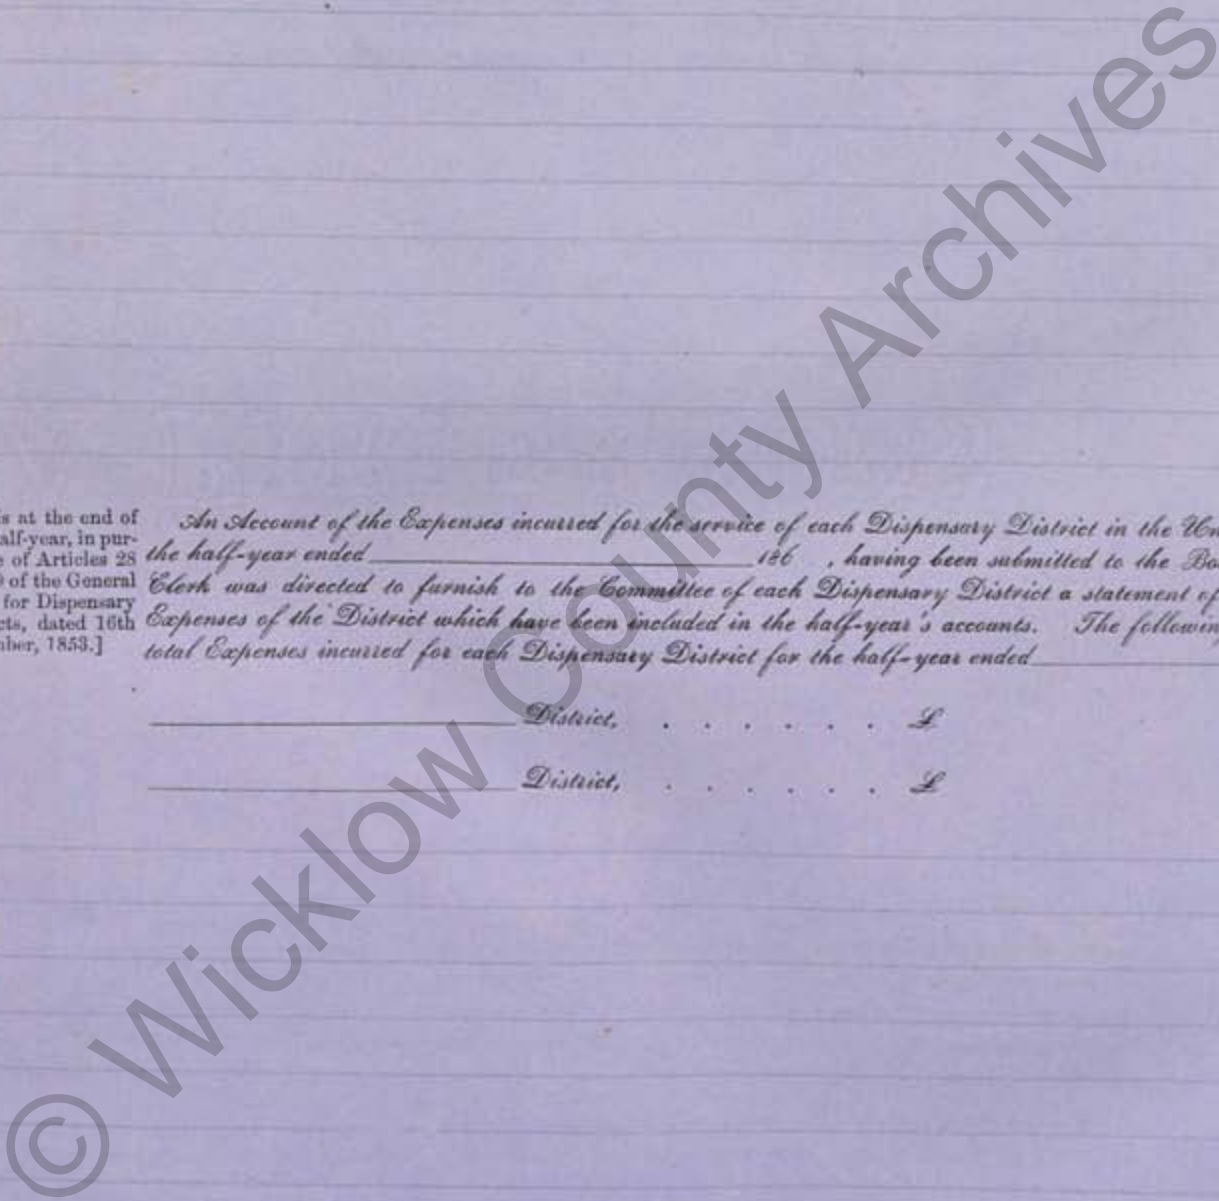 s at the end of
alf-year, in pur-
e of Articles 28
of the General
for Dispensary
cts, dated 16th
mber, 1853.]
An Account of the Expenses incurred for the service of each Dispensary District in the Un
the half-year ended 186 , having been submitted to the Bo
Clerk was directed to furnish to the Committee of each Dispensary District a statement of
Expenses of the District which have been included in the half-year's accounts. The followin
total Expenses incurred for each Dispensary District for the half-year ended
District, . . . . . . £
District, . . . . . . £
© Wicklow County Archives